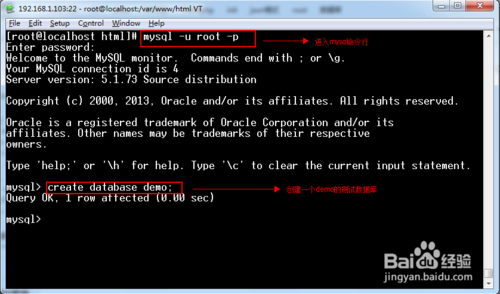 192.168.1.103:22 - root@localhost:/var/www/html VT
File Edit Setup Control Window Help
[root@localhost html]# mysql -u root -p
进入mysql命令行
Enter password:
Welcome to the MySQL monitor.  Commands end with ; or \g.
Your MySQL connection id is 4
Server version: 5.1.73 Source distribution
Copyright (c) 2000, 2013, Oracle and/or its affiliates. All rights reserved.
Oracle is a registered trademark of Oracle Corporation and/or its
affiliates. Other names may be trademarks of their respective
owners.
Type 'help;' or '\h' for help. Type '\c' to clear the current input statement.
mysql> create database demo;
创建一个demo的测试数据库
Query OK, 1 row affected (0.00 sec)
mysql>
Baidu 经验
jingyan.baidu.com